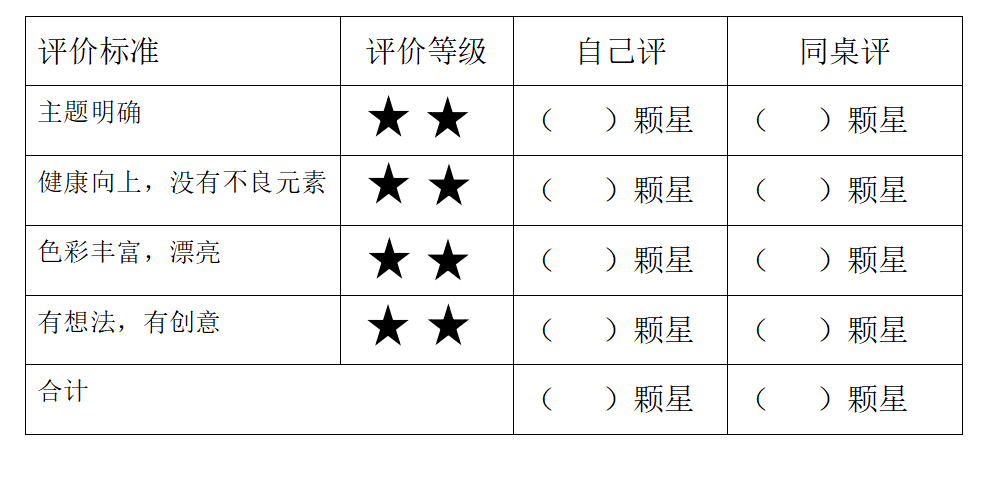 评价标准 评价等级 自己评 同桌评
主题明确 ★ ★ （ ）颗星 （ ）颗星
健康向上，没有不良元素 ★ ★ （ ）颗星 （ ）颗星
色彩丰富，漂亮 ★ ★ （ ）颗星 （ ）颗星
有想法，有创意 ★ ★ （ ）颗星 （ ）颗星
合计 （ ）颗星 （ ）颗星